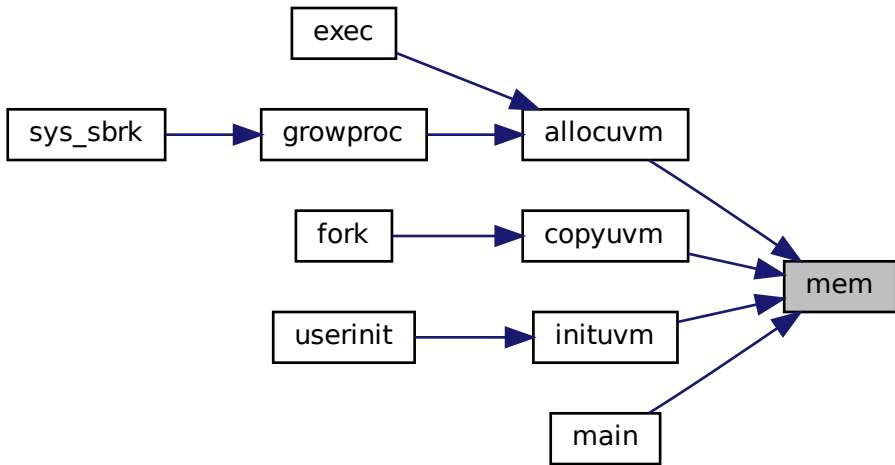 exec
sys_sbrk
growproc
allocuvm
fork
copyuvm
mem
userinit
inituvm
main